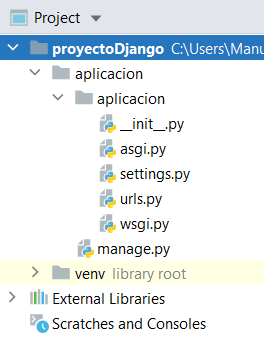 Project
proyectoDjango C:\Users\Manu
aplicacion
aplicacion
__init__.py
asgi.py
settings.py
urls.py
wsgi.py
manage.py
venv library root
External Libraries
Scratches and Consoles